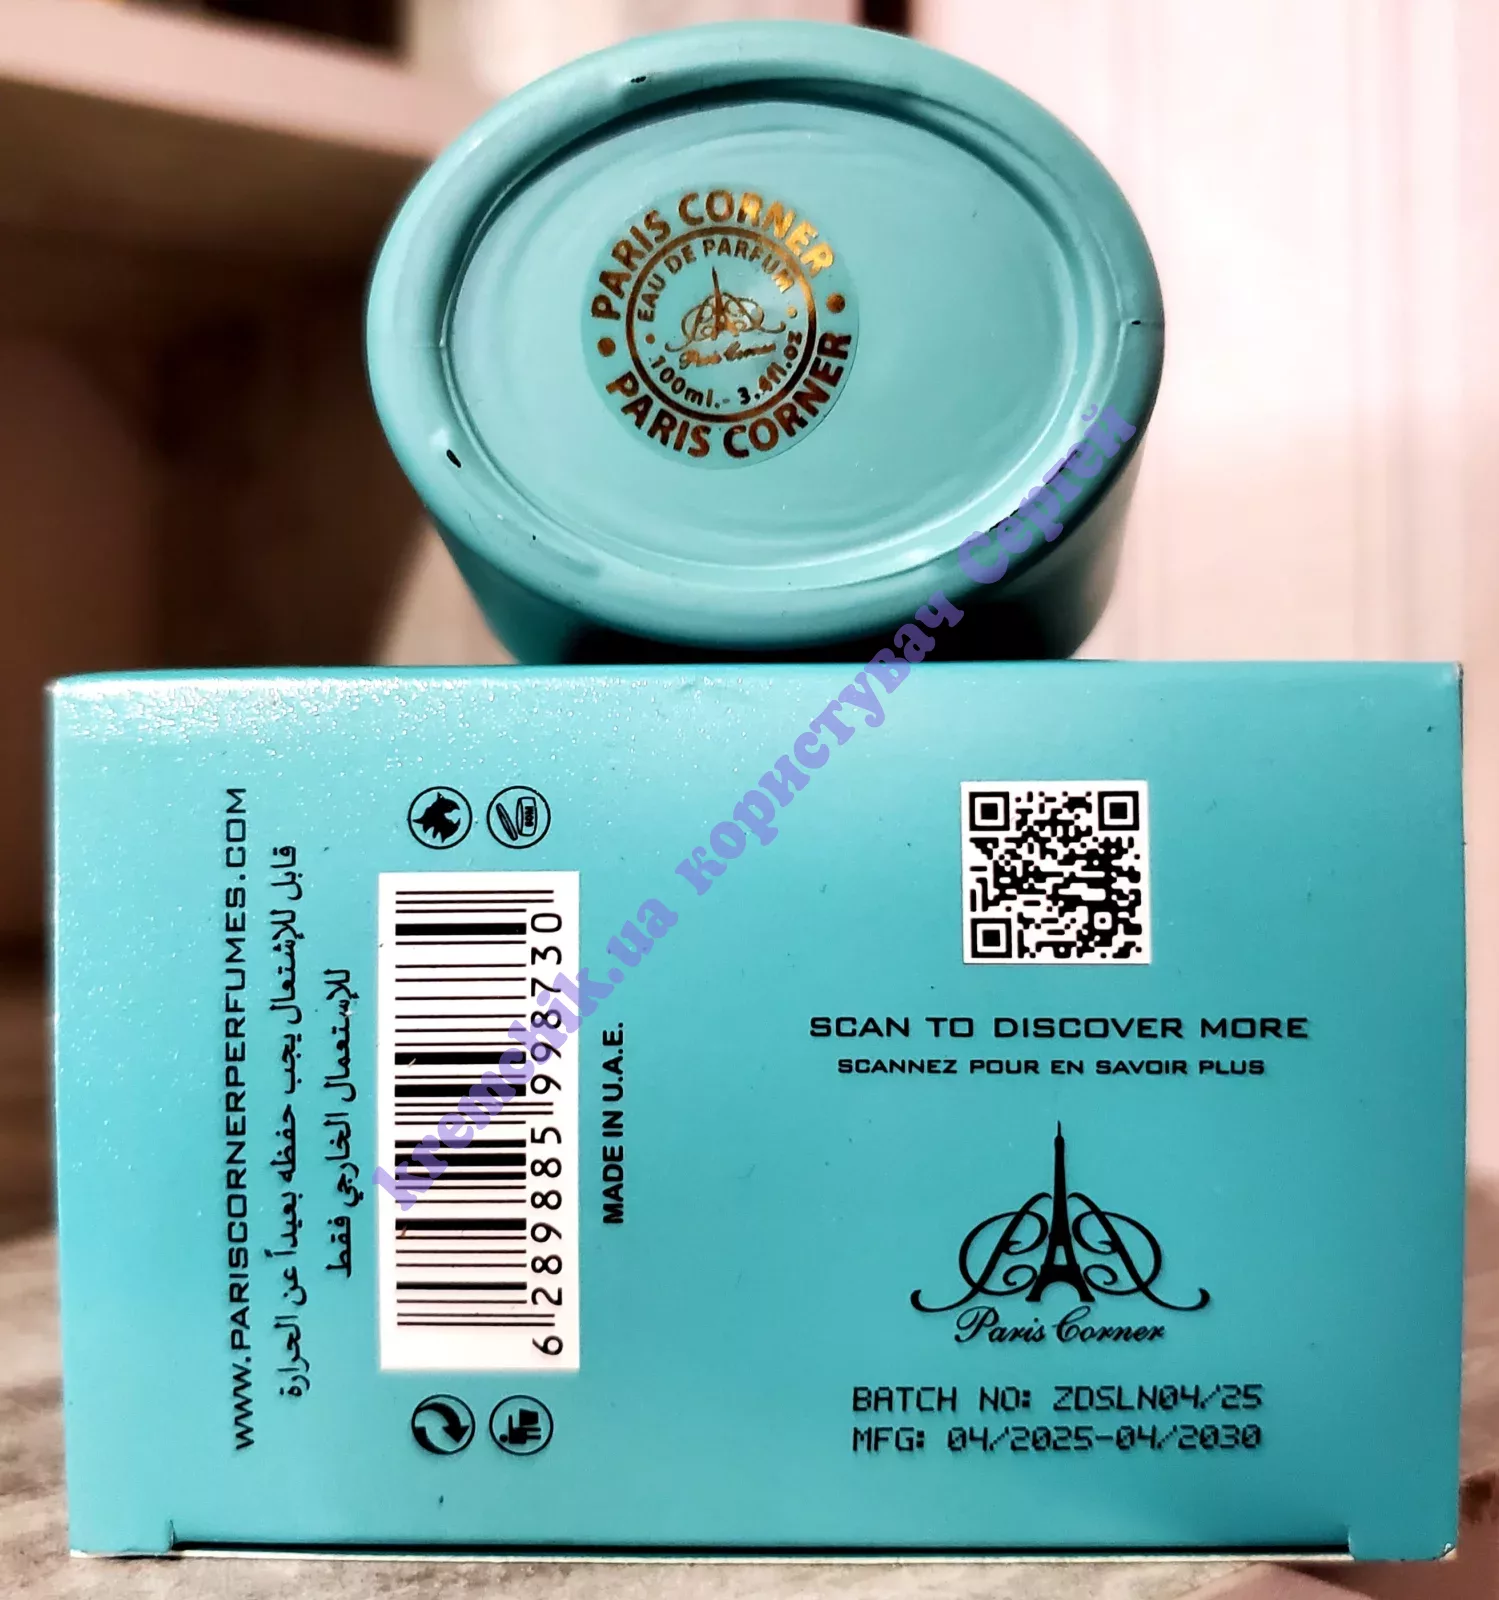 • PARIS CORNER •
PARIS CORNER
• EAU DE PARFUM •
Paris Corner
100ml.- 3.4fl.oz
WWW.PARISCORNERPERFUMES.COM
قابل للإشتعال يجب حفظه بعيداً عن الحرارة
للإستعمال الخارجي فقط
6 289885 998730
MADE IN U.A.E.
SCAN TO DISCOVER MORE
SCANNEZ POUR EN SAVOIR PLUS
Paris Corner
BATCH NO: ZDSLN04/25
MFG: 04/2025-04/2030
kremchik.ua користувач Сергей